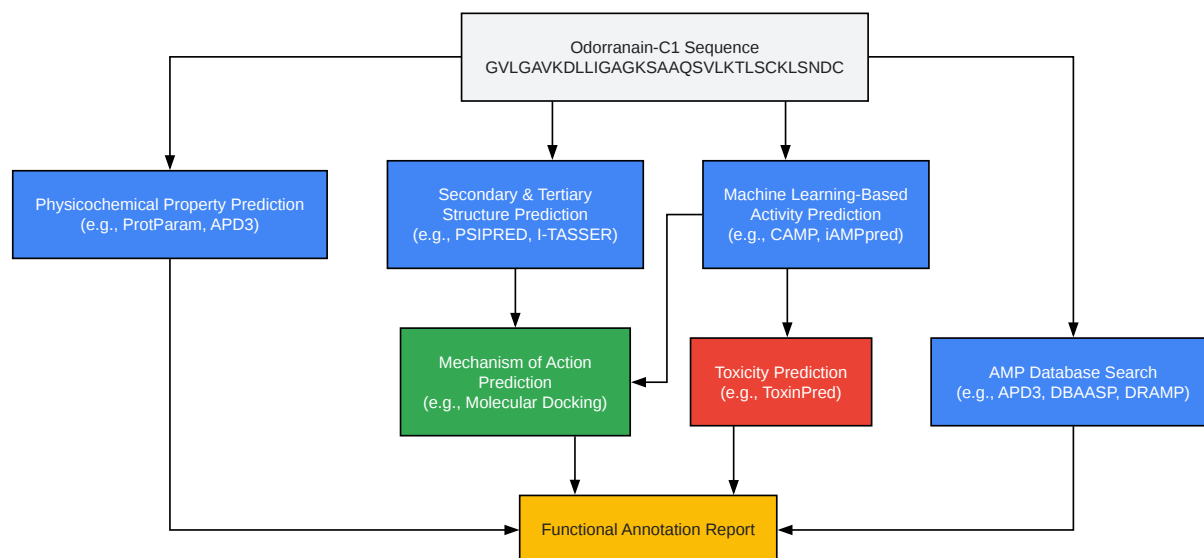 Odorranain-C1 Sequence
GVLGAVKDLLIGAGKSAAQSVLKTLSCKLSNDC
Physicochemical Property Prediction
(e.g., ProtParam, APD3)
Secondary & Tertiary
Structure Prediction
(e.g., PSIPRED, I-TASSER)
Machine Learning-Based
Activity Prediction
(e.g., CAMP, iAMPpred)
Mechanism of Action
Prediction
(e.g., Molecular Docking)
Toxicity Prediction
(e.g., ToxinPred)
AMP Database Search
(e.g., APD3, DBAASP, DRAMP)
Functional Annotation Report